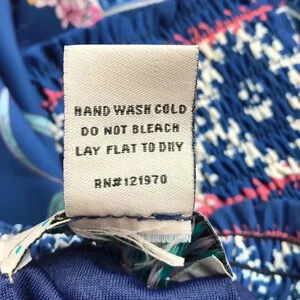 HAND WASH COLD
DO NOT BLEACH
LAY FLAT TO DRY
RN#121970